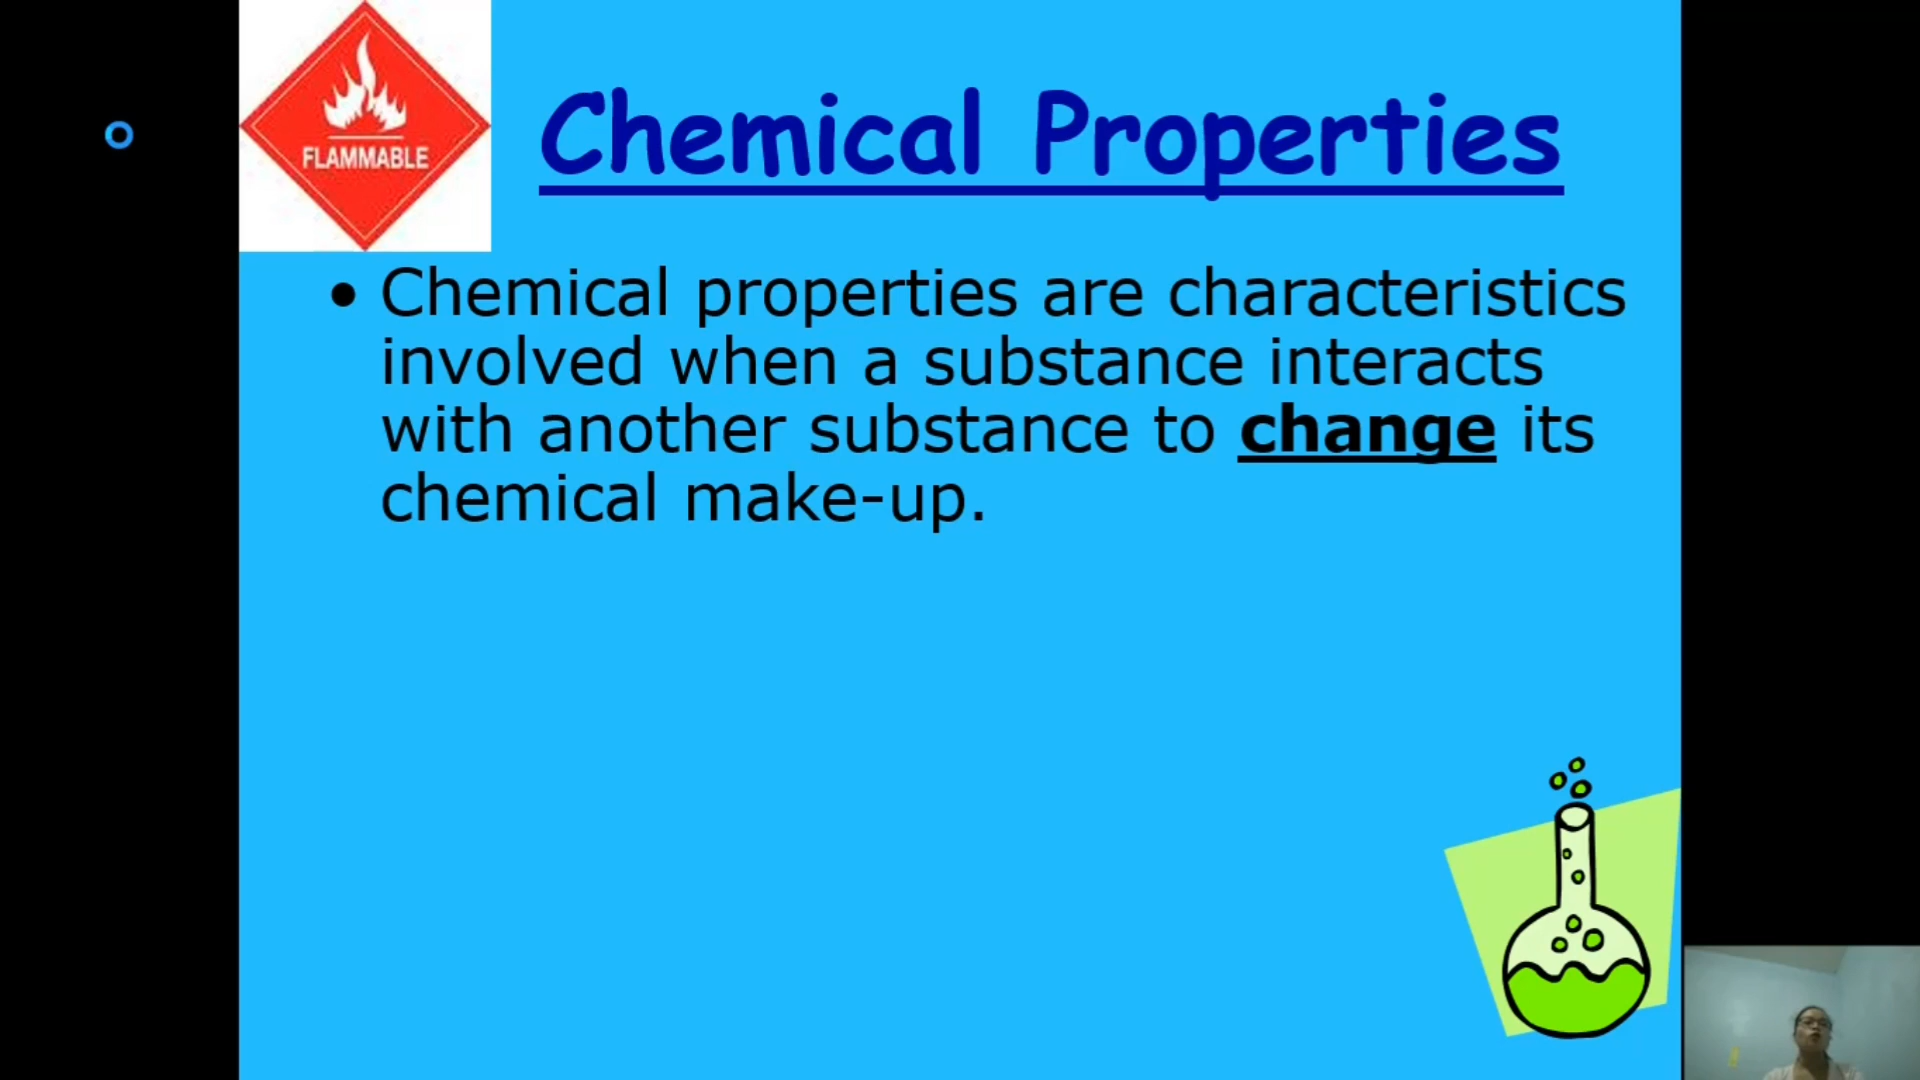 FLAMMABLE
Chemical Properties
• Chemical properties are characteristics
involved when a substance interacts
with another substance to change its
chemical make-up.